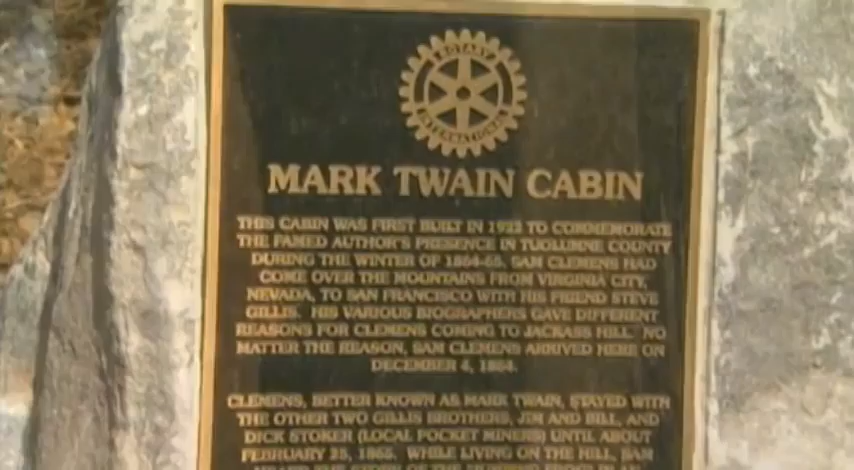 ROTARY
INTERNATIONAL
MARK TWAIN CABIN
THIS CABIN WAS FIRST BUILT IN 1922 TO COMMEMORATE
THE FAMED AUTHOR'S PRESENCE IN TUOLUMNE COUNTY
DURING THE WINTER OF 1864-65. SAM CLEMENS HAD
COME OVER THE MOUNTAINS FROM VIRGINIA CITY,
NEVADA, TO SAN FRANCISCO WITH HIS FRIEND STEVE
GILLIS. HIS VARIOUS BIOGRAPHERS GAVE DIFFERENT
REASONS FOR CLEMENS COMING TO JACKASS HILL. NO
MATTER THE REASON, SAM CLEMENS ARRIVED HERE ON
DECEMBER 4, 1864.
CLEMENS, BETTER KNOWN AS MARK TWAIN, STAYED WITH
THE OTHER TWO GILLIS BROTHERS, JIM AND BILL, AND
DICK STOKER (LOCAL POCKET MINERS) UNTIL ABOUT
FEBRUARY 25, 1865. WHILE LIVING ON THE HILL, SAM